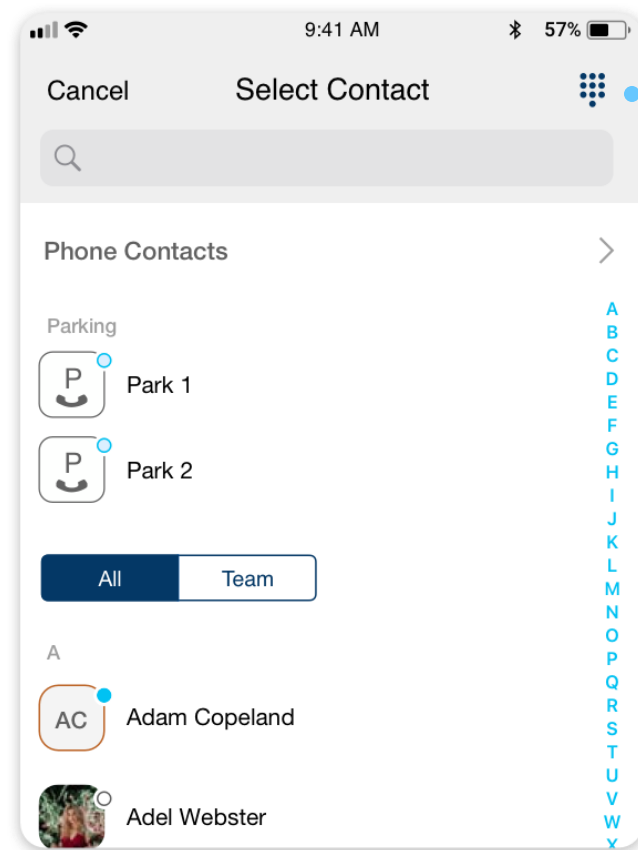 9:41 AM
57%
Cancel
Select Contact
Phone Contacts
Parking
P
Park 1
P
Park 2
All
Team
A
AC
Adam Copeland
Adel Webster
A
B
C
D
E
F
G
H
I
J
K
L
M
N
O
P
Q
R
S
T
U
V
W
X